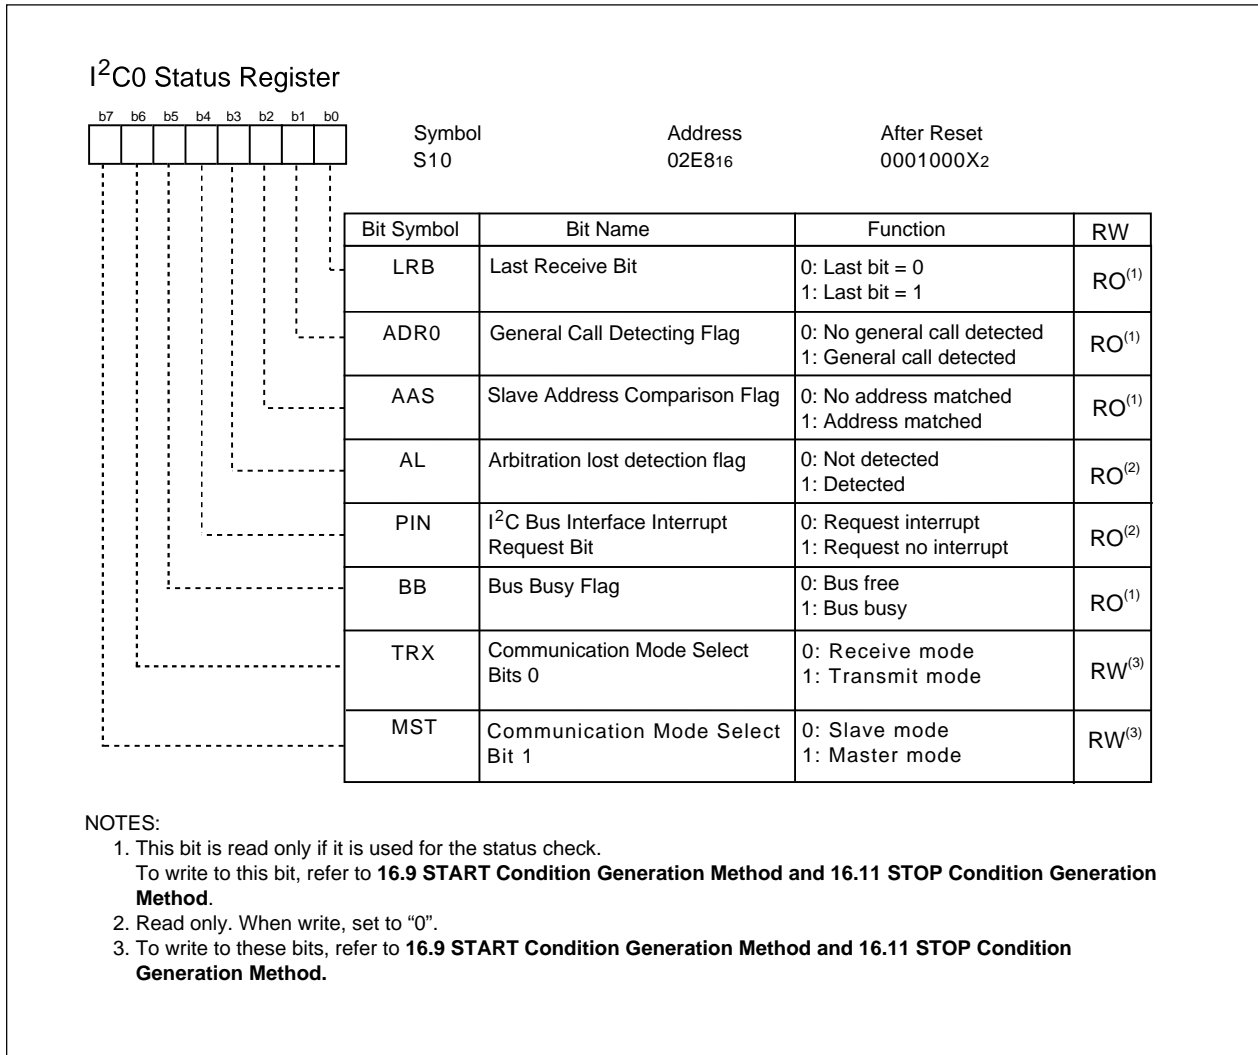 I2C0 Status Register
b7 b6 b5 b4 b3 b2 b1 b0
Symbol Address After Reset
S10 02E816 0001000X2
Bit Symbol Bit Name Function RW
LRB Last Receive Bit 0: Last bit = 0 RO(1)
1: Last bit = 1
ADR0 General Call Detecting Flag 0: No general call detected RO(1)
1: General call detected
AAS Slave Address Comparison Flag 0: No address matched RO(1)
1: Address matched
AL Arbitration lost detection flag 0: Not detected RO(2)
1: Detected
PIN I2C Bus Interface Interrupt 0: Request interrupt RO(2)
Request Bit 1: Request no interrupt
BB Bus Busy Flag 0: Bus free RO(1)
1: Bus busy
TRX Communication Mode Select 0: Receive mode RW(3)
Bits 0 1: Transmit mode
MST Communication Mode Select 0: Slave mode RW(3)
Bit 1 1: Master mode
NOTES:
1. This bit is read only if it is used for the status check.
To write to this bit, refer to 16.9 START Condition Generation Method and 16.11 STOP Condition Generation
Method.
2. Read only. When write, set to “0”.
3. To write to these bits, refer to 16.9 START Condition Generation Method and 16.11 STOP Condition
Generation Method.